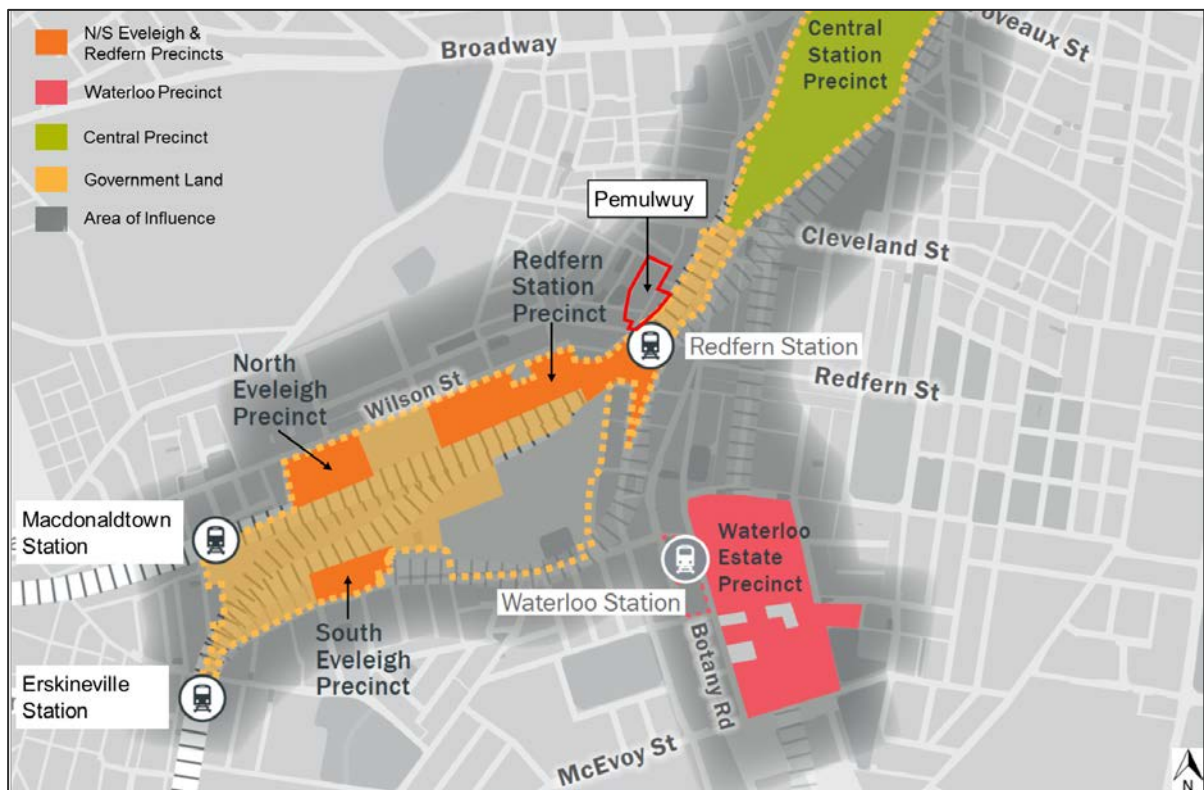 N/S Eveleigh &
Redfern Precincts
Waterloo Precinct
Central Precinct
Government Land
Area of Influence
Broadway
Foveaux St
Central
Station
Precinct
Pemulwuy
Cleveland St
Redfern
Station
Precinct
Redfern Station
Redfern St
North
Eveleigh
Precinct
Wilson St
Macdonaldtown
Station
Waterloo
Estate
Precinct
Waterloo Station
South
Eveleigh
Precinct
Botany Rd
Erskineville
Station
McEvoy St
N